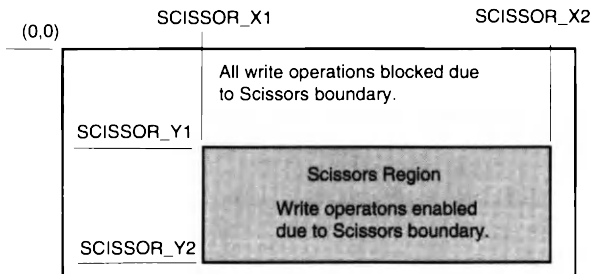 SCISSOR_X1
SCISSOR_X2
(0,0)
All write operations blocked due
to Scissors boundary.
SCISSOR_Y1
Scissors Region
Write operatons enabled
due to Scissors boundary.
SCISSOR_Y2